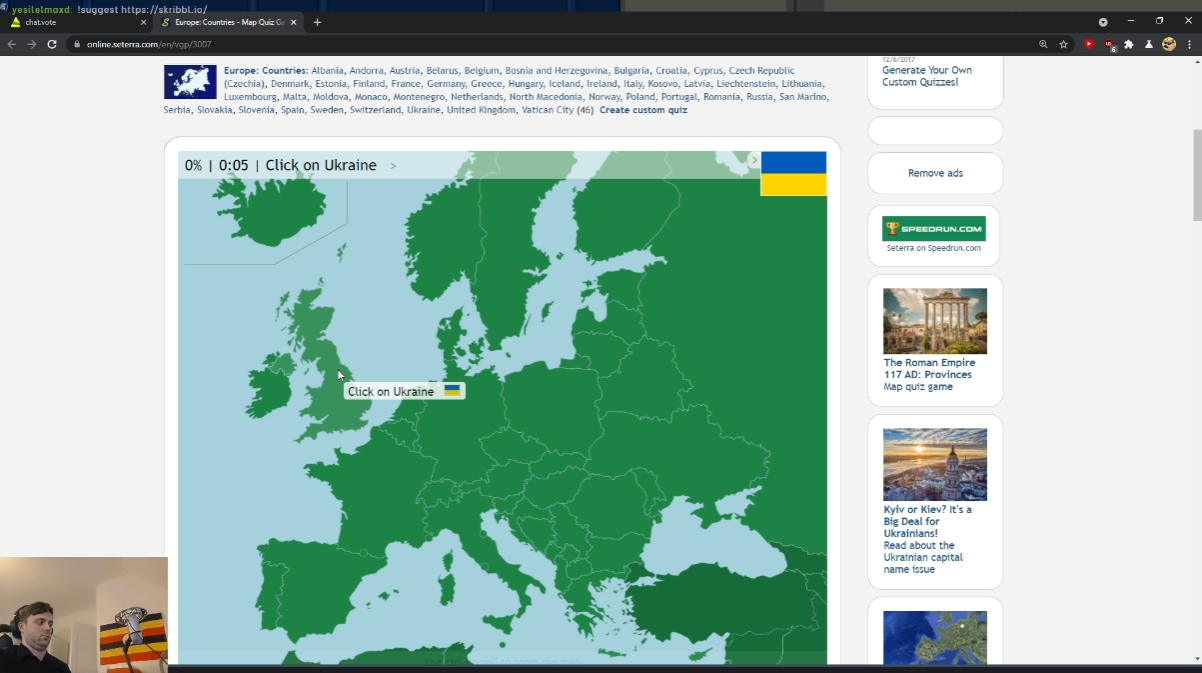 yesilelmaxd: !suggest https://skribbl.io/
chat.vote
Europe: Countries - Map Quiz Ga
online.seterra.com/en/vgp/3007
Europe: Countries: Albania, Andorra, Austria, Belarus, Belgium, Bosnia and Herzegovina, Bulgaria, Croatia, Cyprus, Czech Republic
(Czechia), Denmark, Estonia, Finland, France, Germany, Greece, Hungary, Iceland, Ireland, Italy, Kosovo, Latvia, Liechtenstein, Lithuania,
Luxembourg, Malta, Moldova, Monaco, Montenegro, Netherlands, North Macedonia, Norway, Poland, Portugal, Romania, Russia, San Marino,
Serbia, Slovakia, Slovenia, Spain, Sweden, Switzerland, Ukraine, United Kingdom, Vatican City (46) Create custom quiz
0% | 0:05 | Click on Ukraine >
Click on Ukraine
12/6/2017
Generate Your Own
Custom Quizzes!
Remove ads
SPEEDRUN.COM
Seterra on Speedrun.com
The Roman Empire
117 AD: Provinces
Map quiz game
Kyiv or Kiev? It's a
Big Deal for
Ukrainians!
Read about the
Ukrainian capital
name issue